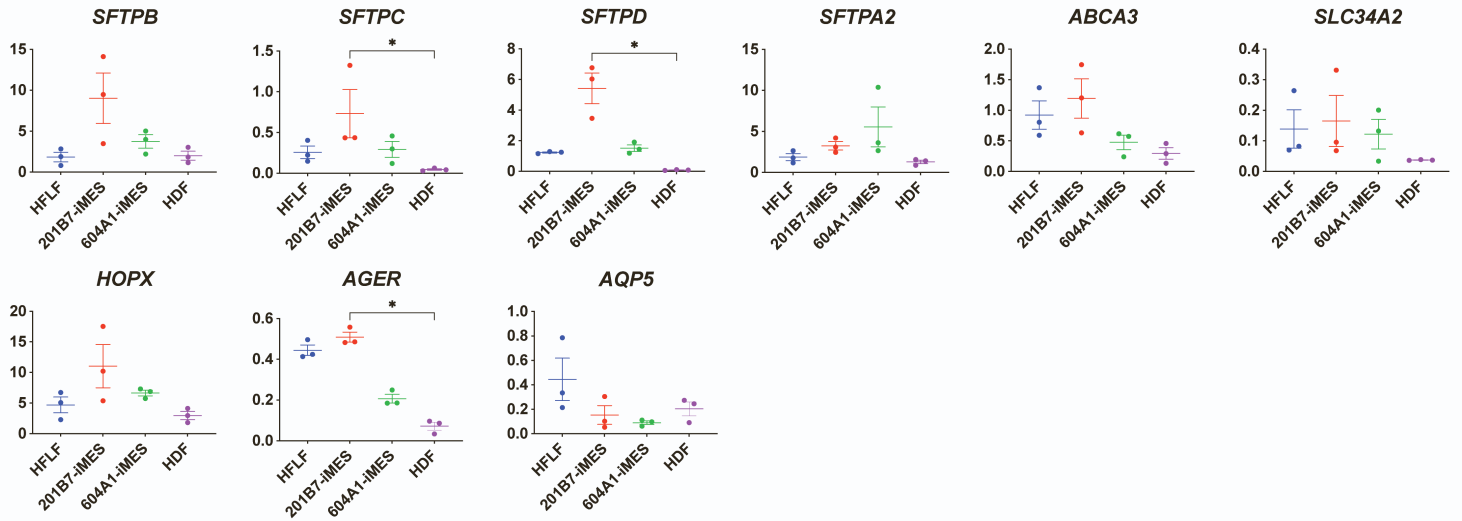 SFTPB SFTPC SFTPD SFTPA2 ABCA3 SLC34A2
15 10 5 0
HFLF 201B7-iMES 604A1-iMES HDF
*
1.5 1.0 0.5 0.0
HFLF 201B7-iMES 604A1-iMES HDF
*
8 6 4 2 0
HFLF 201B7-iMES 604A1-iMES HDF
15 10 5 0
HFLF 201B7-iMES 604A1-iMES HDF
2.0 1.5 1.0 0.5 0.0
HFLF 201B7-iMES 604A1-iMES HDF
0.4 0.3 0.2 0.1 0.0
HFLF 201B7-iMES 604A1-iMES HDF
HOPX AGER AQP5
20 15 10 5 0
HFLF 201B7-iMES 604A1-iMES HDF
*
0.6 0.4 0.2 0.0
HFLF 201B7-iMES 604A1-iMES HDF
1.0 0.8 0.6 0.4 0.2 0.0
HFLF 201B7-iMES 604A1-iMES HDF